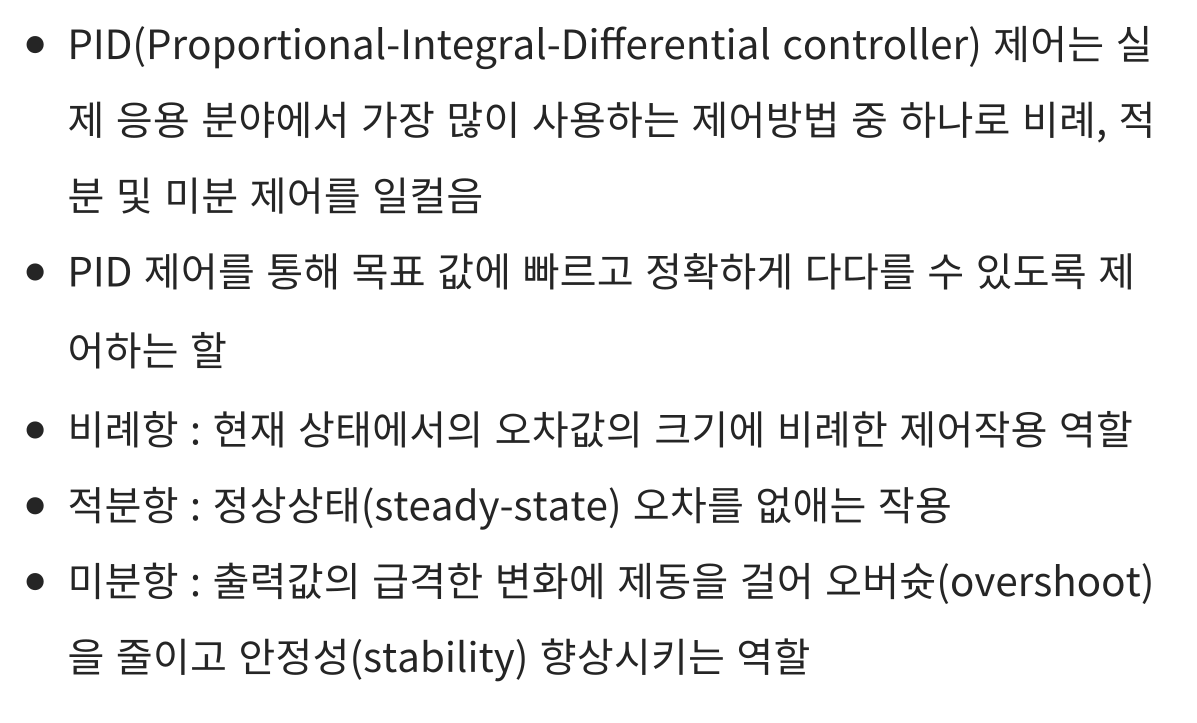 ● PID(Proportional-Integral-Differential controller) 제어는 실
제 응용 분야에서 가장 많이 사용하는 제어방법 중 하나로 비례, 적
분 및 미분 제어를 일컬음
● PID 제어를 통해 목표 값에 빠르고 정확하게 다다를 수 있도록 제
어하는 할
● 비례항 : 현재 상태에서의 오차값의 크기에 비례한 제어작용 역할
● 적분항 : 정상상태(steady-state) 오차를 없애는 작용
● 미분항 : 출력값의 급격한 변화에 제동을 걸어 오버슛(overshoot)
을 줄이고 안정성(stability) 향상시키는 역할